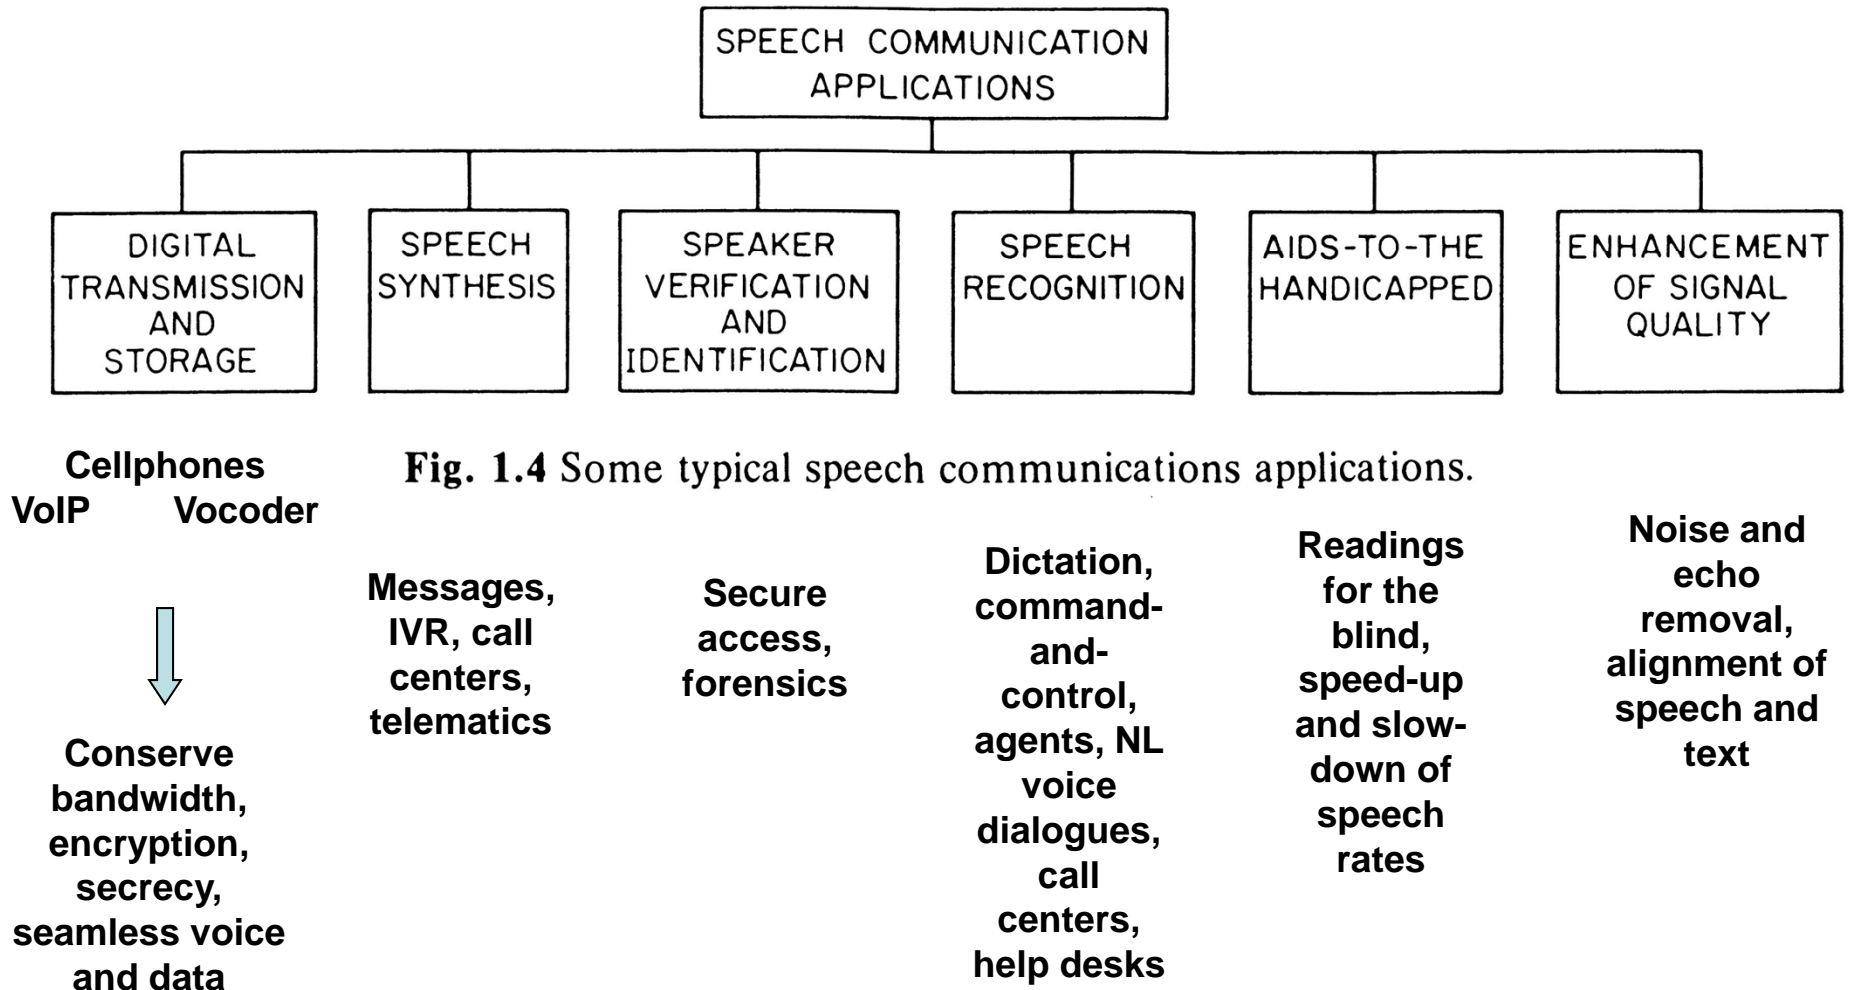 SPEECH COMMUNICATION
APPLICATIONS
DIGITAL
TRANSMISSION
AND
STORAGE
SPEECH
SYNTHESIS
SPEAKER
VERIFICATION
AND
IDENTIFICATION
SPEECH
RECOGNITION
AIDS-TO-THE
HANDICAPPED
ENHANCEMENT
OF SIGNAL
QUALITY
Fig. 1.4 Some typical speech communications applications.
Cellphones
VoIP Vocoder
Conserve
bandwidth,
encryption,
secrecy,
seamless voice
and data
Messages,
IVR, call
centers,
telematics
Secure
access,
forensics
Dictation,
command-
and-
control,
agents, NL
voice
dialogues,
call
centers,
help desks
Readings
for the
blind,
speed-up
and slow-
down of
speech
rates
Noise and
echo
removal,
alignment of
speech and
text